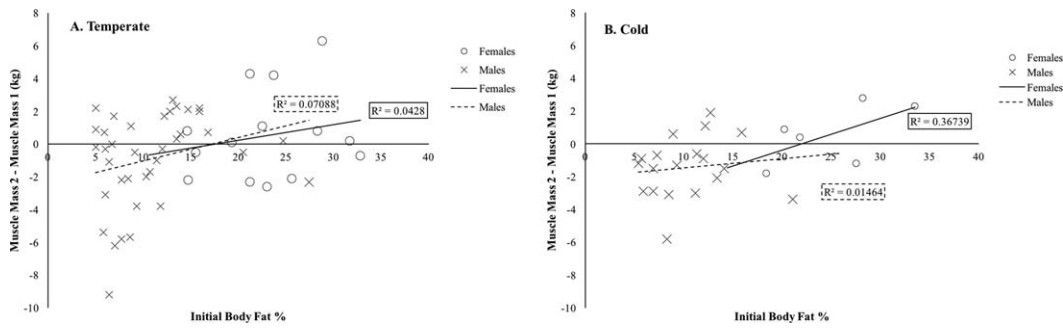 A. Temperate
Muscle Mass 2 - Muscle Mass 1 (kg)
8
6
4
2
0
-2
-4
-6
-8
-10
0 5 10 15 20 25 30 35 40
R² = 0.07088
R² = 0.0428
Females
Males
Females
Males
Initial Body Fat %
B. Cold
Muscle Mass 2 - Muscle Mass 1 (kg)
8
6
4
2
0
-2
-4
-6
-8
-10
0 5 10 15 20 25 30 35 40
R² = 0.36739
R² = 0.01464
Females
Males
Females
Males
Initial Body Fat %